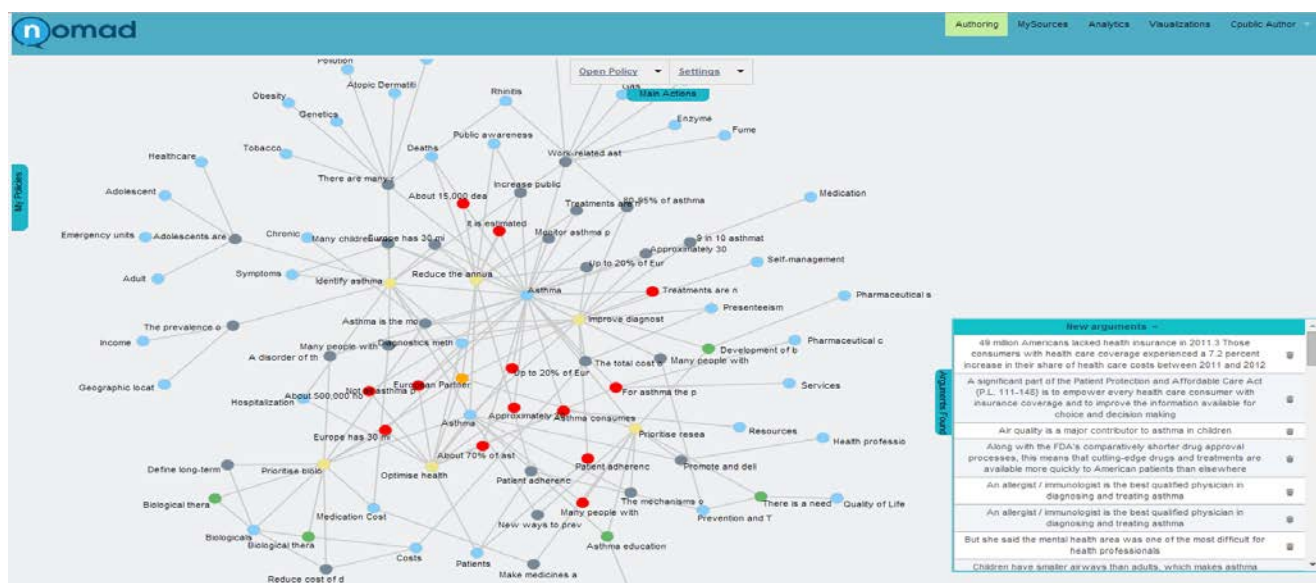 nomad
Authoring MySources Analytics Visualizations Cpublic Author
Open Policy Settings
Main Actions
My Policies
Pollution
Atopic Dermatiti
Obesity
Genetics
Rhinitis
Gas
Enzyme
Fume
Public awareness
Tobacco
Deaths
Work-related ast
Healthcare
There are many r
Increase public
About 15,000 dea
Treatments are n
80-95% of asthma
Medication
Adolescent
It is estimated
Emergency units
Adolescents are
Chronic
Many childre
Europe has 30 mi
Monitor asthma p
9 in 10 asthmat
Approximately 30
Up to 20% of Eur
Self-management
Adult
Symptoms
Identify asthma
Reduce the annua
Asthma
Treatments are n
Pharmaceutical s
Presenteeism
Improve diagnost
The prevalence o
Asthma is the mo
Income
Many people with
Diagnostics meth
Pharmaceutical c
Development of b
A disorder of th
The total cost o
Many people with
Up to 20% of Eur
European Partner
Services
Geographic locat
Not all asthma p
About 500,000 ho
For asthma the p
Hospitalization
Approximately
Asthma consumes
Asthma
Resources
Prioritise resea
Europe has 30 mi
Health professio
About 70% of ast
Define long-term
Prioritise biolo
Optimise health
Patient adherenc
Patient adherenc
Promote and deli
Biological thera
The mechanisms o
Many people with
There is a need
Quality of Life
Medication Cost
New ways to prev
Prevention and T
Biologicals
Biological thera
Costs
Patients
Asthma education
Reduce cost of d
Make medicines a
Arguments Found
New arguments
49 million Americans lacked health insurance in 2011.3 Those
consumers with health care coverage experienced a 7.2 percent
increase in their share of health care costs between 2011 and 2012
A significant part of the Patient Protection and Affordable Care Act
(P.L. 111-148) is to empower every health care consumer with
insurance coverage and to improve the information available for
choice and decision making
Air quality is a major contributor to asthma in children
Along with the FDA's comparatively shorter drug approval
processes, this means that cutting-edge drugs and treatments are
available more quickly to American patients than elsewhere
An allergist / immunologist is the best qualified physician in
diagnosing and treating asthma
An allergist / immunologist is the best qualified physician in
diagnosing and treating asthma
But she said the mental health area was one of the most difficult for
health professionals
Children have smaller airways than adults, which makes asthma